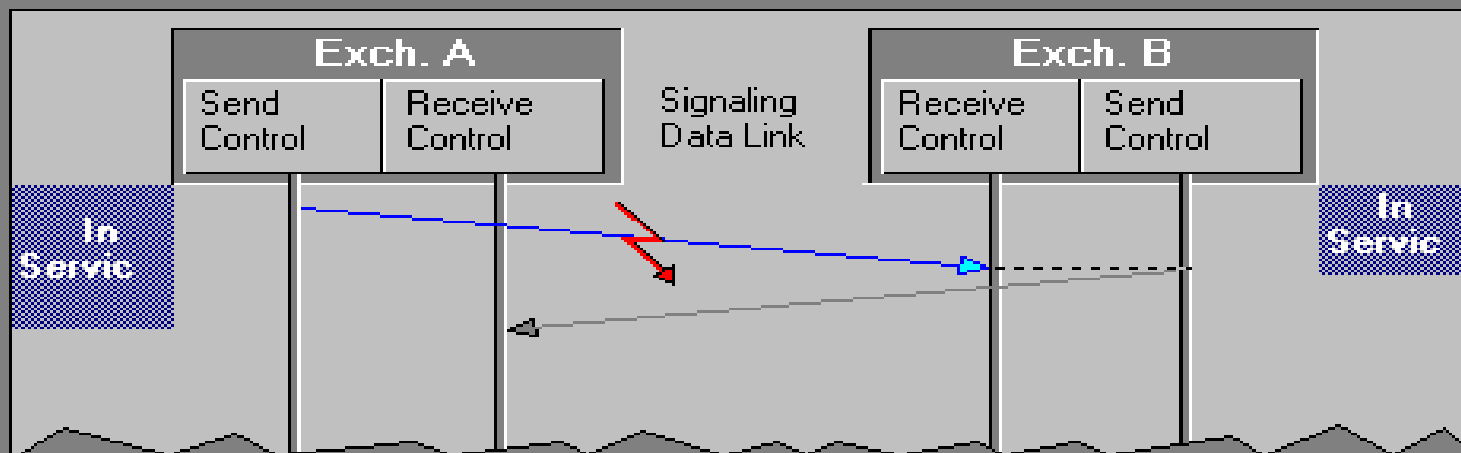 Exch. A
Send
Control
Receive
Control
Signaling
Data Link
Exch. B
Receive
Control
Send
Control
In
Servic
In
Servic